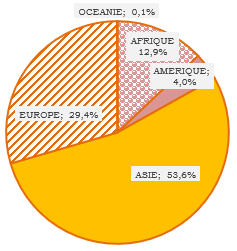 OCEANIE; 0,1%
AFRIQUE
12,9%
AMERIQUE;
4,0%
EUROPE; 29,4%
ASIE; 53,6%